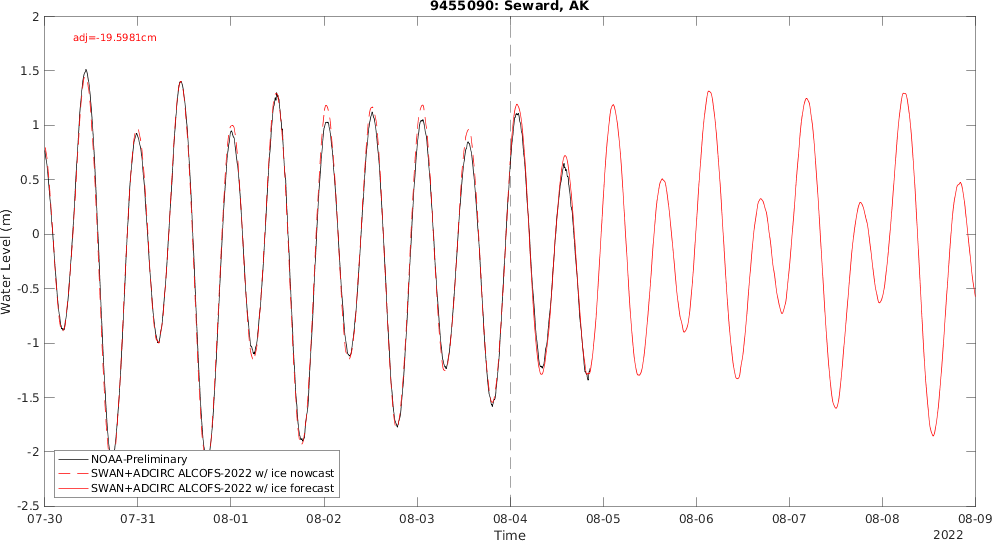 9455090: Seward, AK
adj=-19.5981cm
2
1.5
1
0.5
0
-0.5
-1
-1.5
-2
-2.5
Water Level (m)
NOAA-Preliminary
SWAN+ADCIRC ALCOFS-2022 w/ ice nowcast
SWAN+ADCIRC ALCOFS-2022 w/ ice forecast
07-30 07-31 08-01 08-02 08-03 08-04 08-05 08-06 08-07 08-08 08-09
Time
2022